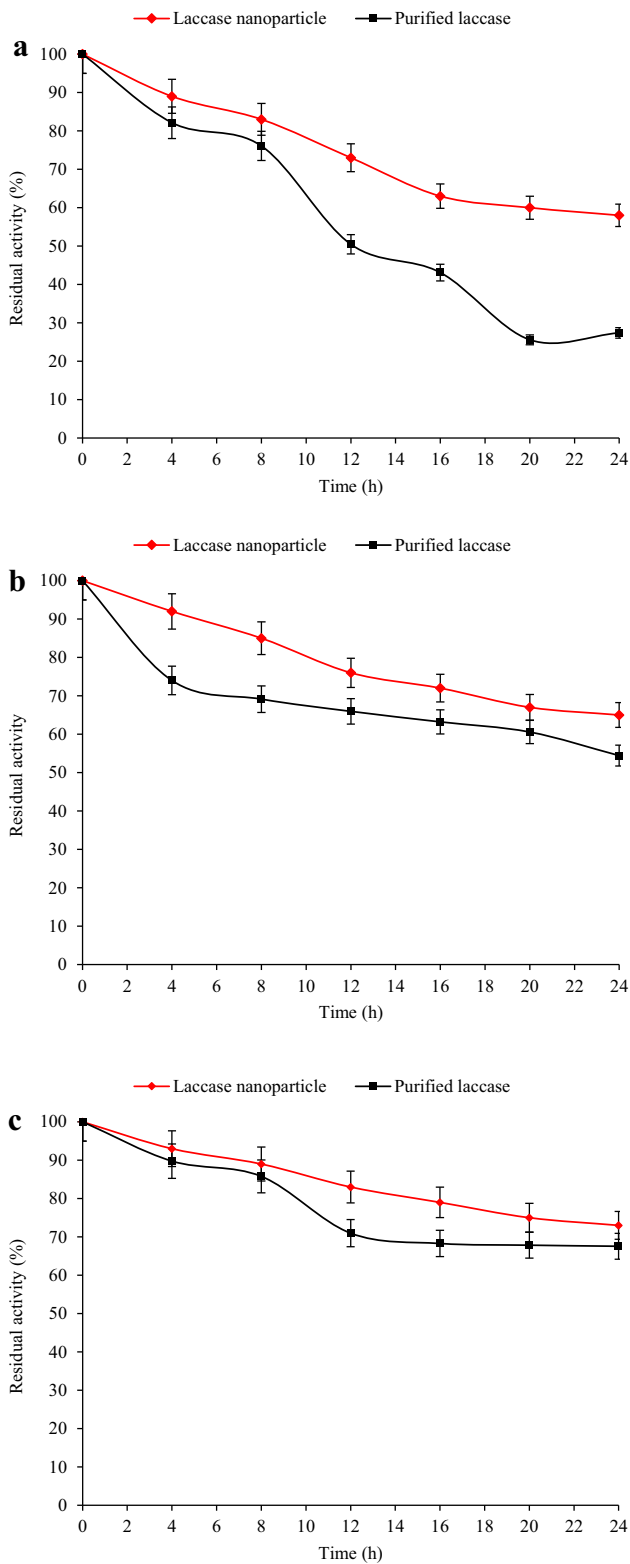 Laccase nanoparticle Purified laccase
a
100
90
80
70
60
50
40
30
20
10
0
Residual activity (%)
0 2 4 6 8 10 12 14 16 18 20 22 24
Time (h)
Laccase nanoparticle Purified laccase
b
100
90
80
70
60
50
40
30
20
10
0
Residual activity
0 2 4 6 8 10 12 14 16 18 20 22 24
Time (h)
Laccase nanoparticle Purified laccase
c
100
90
80
70
60
50
40
30
20
10
0
Residual activity (%)
0 2 4 6 8 10 12 14 16 18 20 22 24
Time (h)